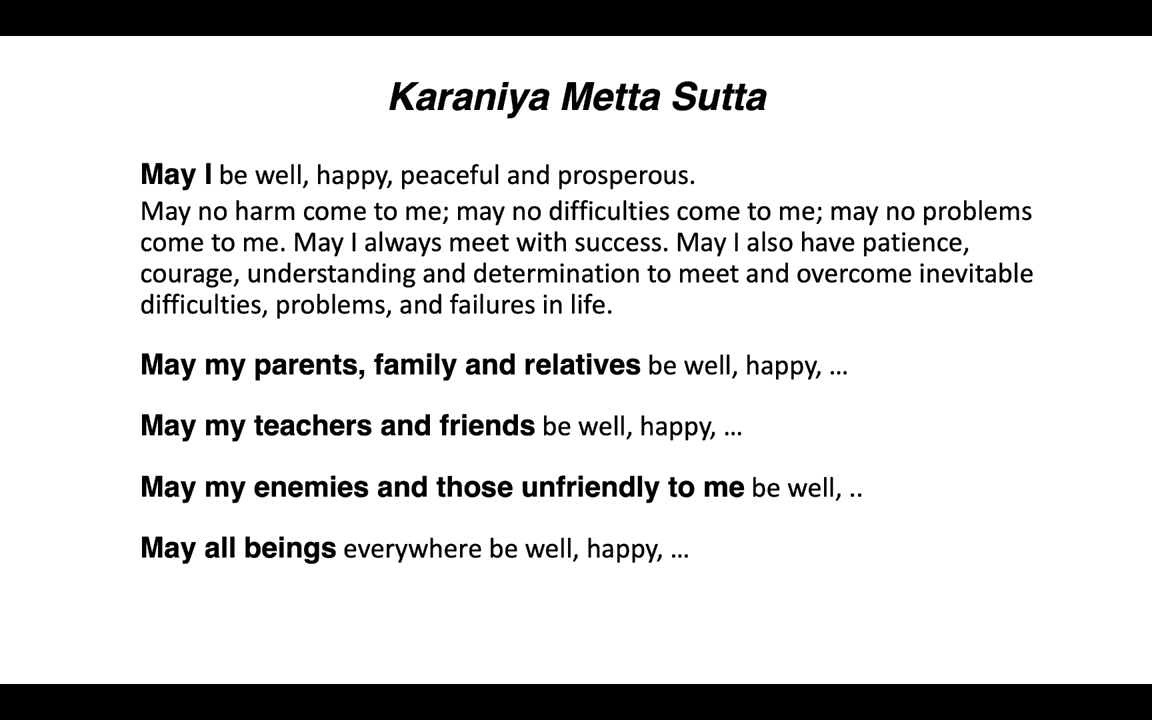 Karaniya Metta Sutta
May I be well, happy, peaceful and prosperous.
May no harm come to me; may no difficulties come to me; may no problems
come to me. May I always meet with success. May I also have patience,
courage, understanding and determination to meet and overcome inevitable
difficulties, problems, and failures in life.
May my parents, family and relatives be well, happy, ...
May my teachers and friends be well, happy, ...
May my enemies and those unfriendly to me be well, ..
May all beings everywhere be well, happy, ...